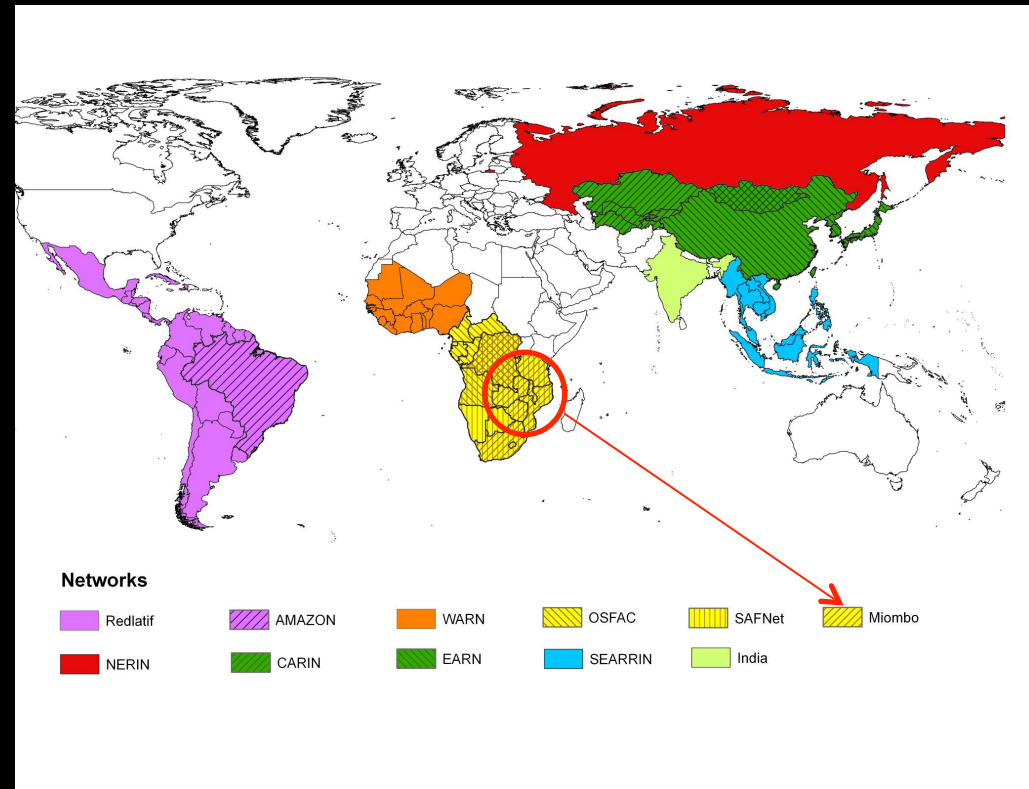 Networks
Redlatif AMAZON WARN OSFAC SAFNet Miombo
NERIN CARIN EARN SEARRIN India